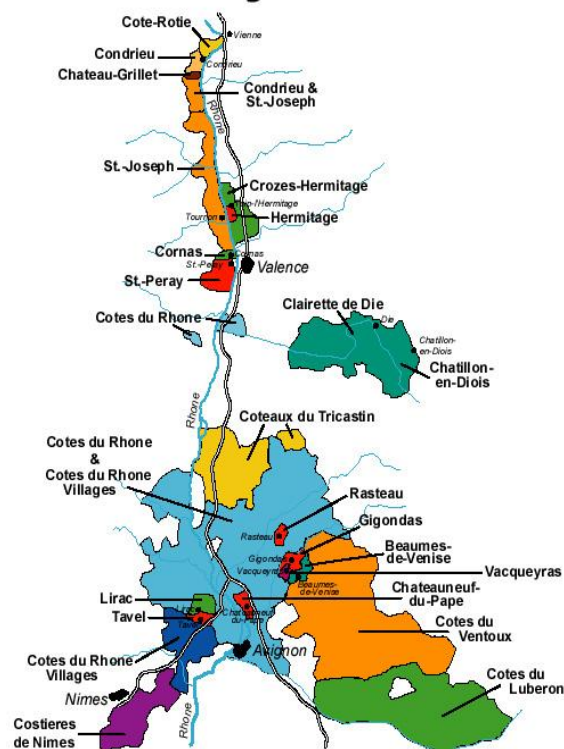 Cote-Rotie
Vienne
Condrieu
Condrieu
Chateau-Grillet
Condrieu &
St.-Joseph
Rhone
St.-Joseph
Crozes-Hermitage
Tournon
Hermitage
Cornas
Cornas
St.-Peray
Valence
St.-Peray
Cotes du Rhone
Clairette de Die
Die
Chatillon
en-Diois
Chatillon-
en-Diois
Rhone
Coteaux du Tricastin
Cotes du Rhone
&
Cotes du Rhone
Villages
Rasteau
Rasteau
Gigondas
Gigondas
Beaumes-
de-Venise
Vacqueyras
Beaumes-
de-Venise
Chateauneuf-
du-Pape
Lirac
Tavel
Chateauneuf
du-Pape
Cotes du
Ventoux
Avignon
Cotes du Rhone
Villages
Nimes
Cotes du
Luberon
Costieres
de Nimes
Rhone